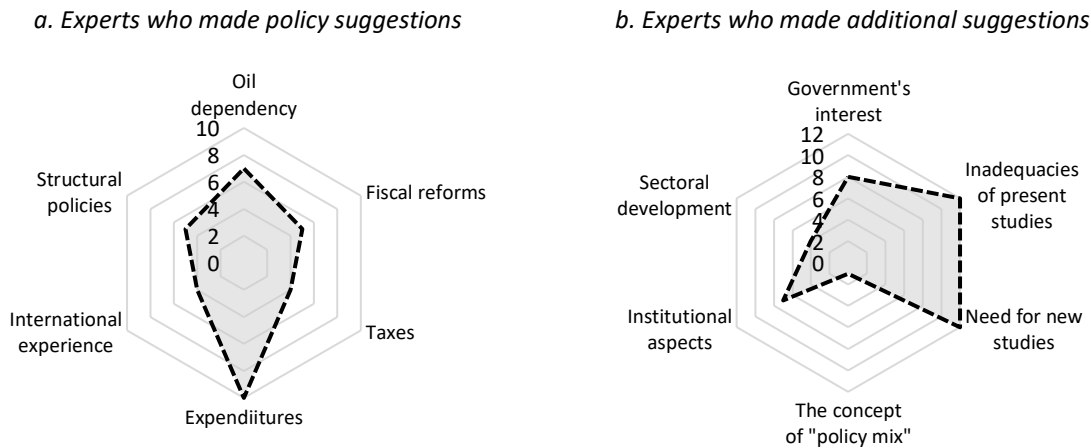 a. Experts who made policy suggestions
Oil
dependency
10
8
6
4
2
0
Fiscal reforms
Taxes
Expendiitures
International
experience
Structural
policies
b. Experts who made additional suggestions
Government's
interest
12
10
8
6
4
2
0
Inadequacies
of present
studies
Need for new
studies
The concept
of "policy mix"
Institutional
aspects
Sectoral
development